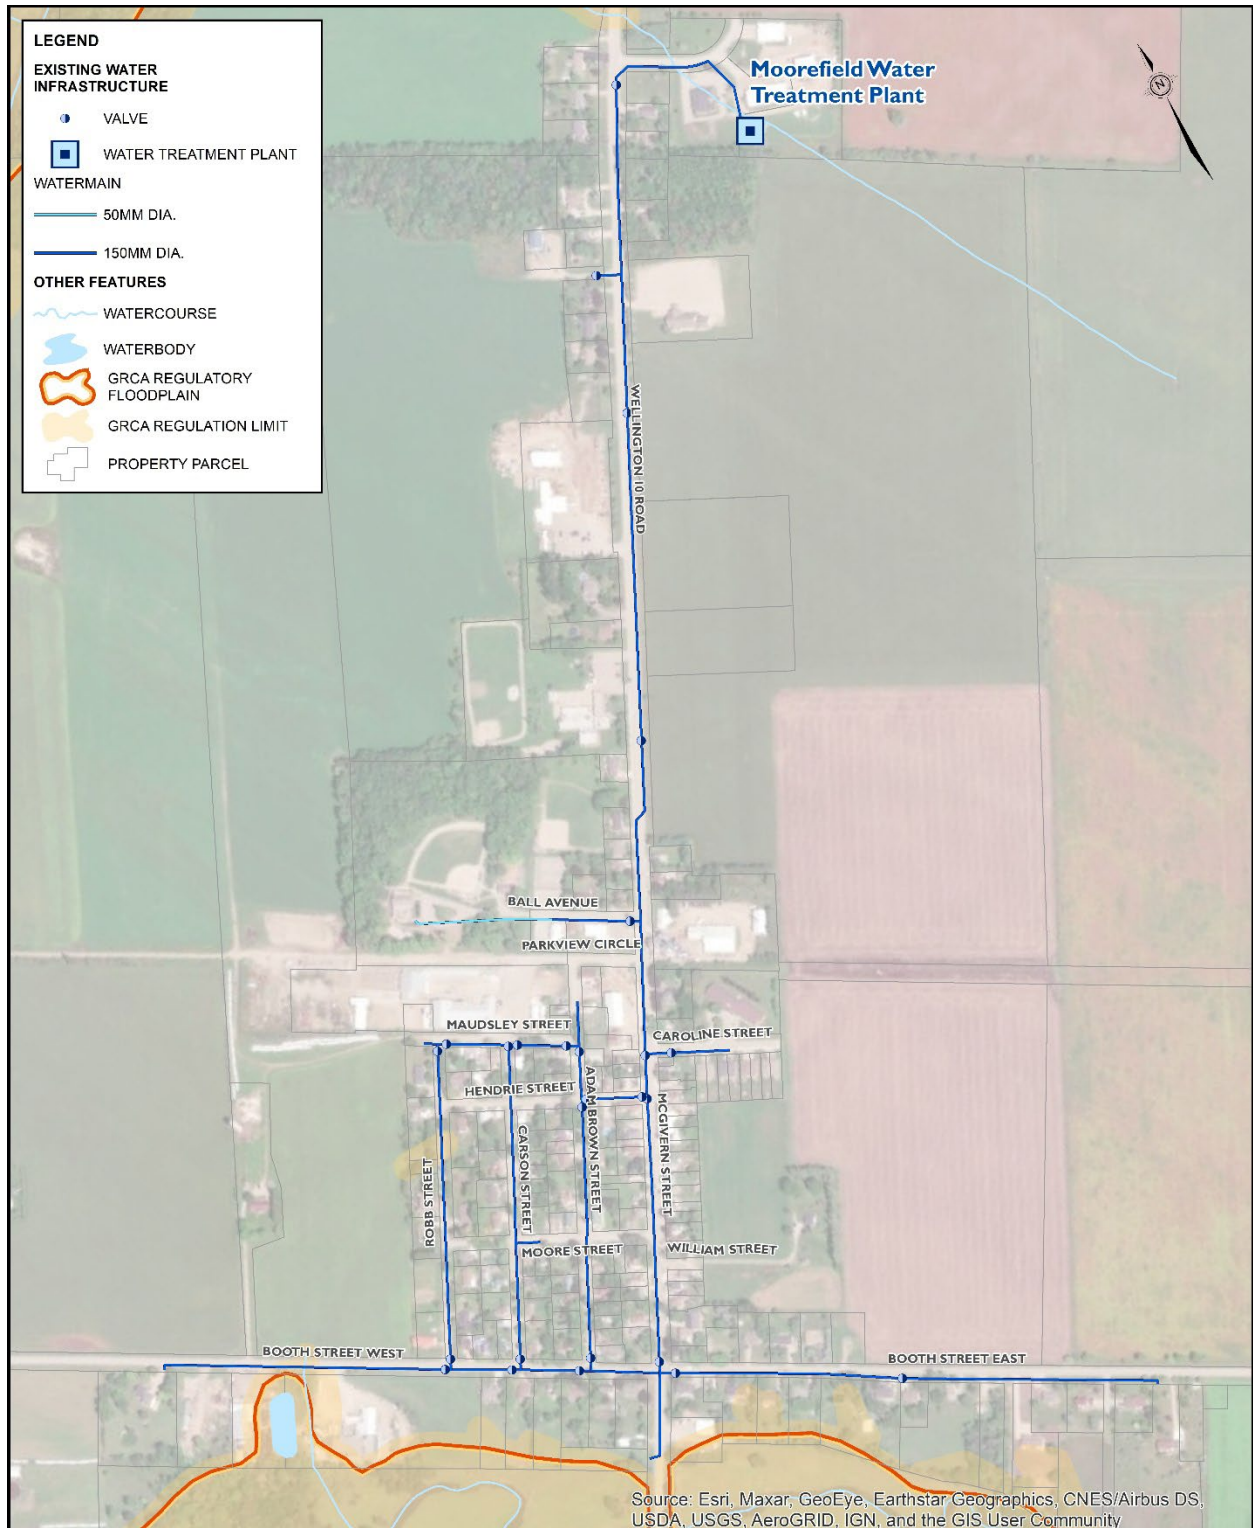 LEGEND
EXISTING WATER
INFRASTRUCTURE
VALVE
WATER TREATMENT PLANT
WATERMAIN
50MM DIA.
150MM DIA.
OTHER FEATURES
WATERCOURSE
WATERBODY
GRCA REGULATORY
FLOODPLAIN
GRCA REGULATION LIMIT
PROPERTY PARCEL
Moorefield Water
Treatment Plant
N
WELLINGTON 10 ROAD
BALL AVENUE
PARKVIEW CIRCLE
MAUDSLEY STREET
CAROLINE STREET
HENDRIE STREET
ADAM BROWN STREET
MCGIVERN STREET
CARSON STREET
ROBB STREET
MOORE STREET
WILLIAM STREET
BOOTH STREET WEST
BOOTH STREET EAST
Source: Esri, Maxar, GeoEye, Earthstar Geographics, CNES/Airbus DS,
USDA, USGS, AeroGRID, IGN, and the GIS User Community